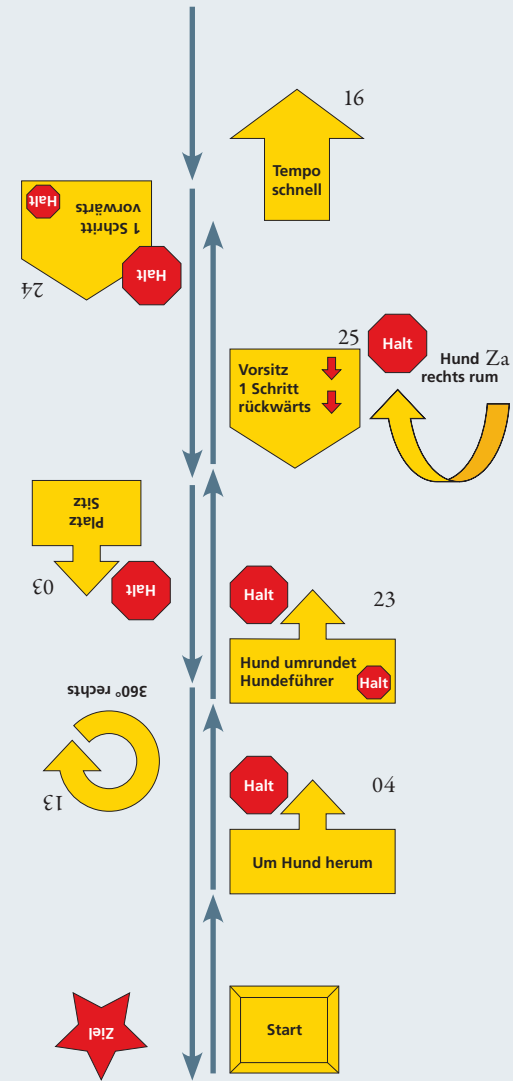 16
Tempo
schnell
Halt
1 Schritt
vorwärts
Halt
24
25
Halt
Hund Za
rechts rum
Vorsitz
1 Schritt
rückwärts
Platz
Sitz
Halt
03
Halt
23
Hund umrundet
Hundeführer
Halt
360° rechts
13
Halt
04
Um Hund herum
Ziel
Start